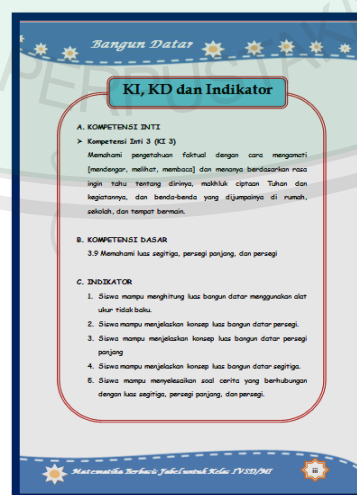 Bangun Datar
PERPUSTAK
KI, KD dan Indikator
A. KOMPETENSI INTI
➢ Kompetensi Inti 3 (KI 3)
Memahami pengetahuan faktual dengan cara mengamati
[mendengar, melihat, membaca] dan menanya berdasarkan rasa
ingin tahu tentang dirinya, makhluk ciptaan Tuhan dan
kegiatannya, dan benda-benda yang dijumpainya di rumah,
sekolah, dan tempat bermain.
B. KOMPETENSI DASAR
3.9 Memahami luas segitiga, persegi panjang, dan persegi
C. INDIKATOR
1. Siswa mampu menghitung luas bangun datar menggunakan alat
ukur tidak baku.
2. Siswa mampu menjelaskan konsep luas bangun datar persegi.
3. Siswa mampu menjelaskan konsep luas bangun datar persegi
panjang
4. Siswa mampu menjelaskan konsep luas bangun datar segitiga.
5. Siswa mampu menyelesaikan soal cerita yang berhubungan
dengan luas segitiga, persegi panjang, dan persegi.
Matematika Berbasis Jabel untuk Kelas IV SD/MI
iii